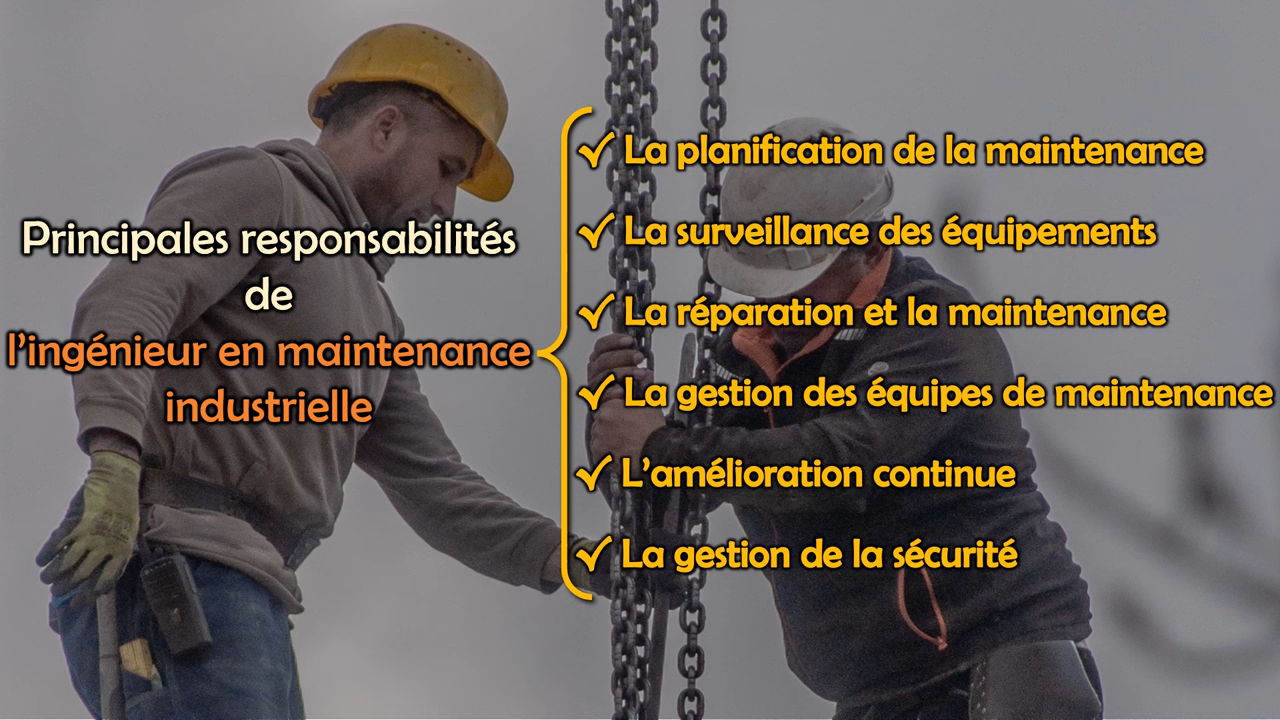 Principales responsabilités
de
l'ingénieur en maintenance
industrielle
✓ La planification de la maintenance
✓ La surveillance des équipements
✓ La réparation et la maintenance
✓ La gestion des équipes de maintenance
✓ L'amélioration continue
✓ La gestion de la sécurité